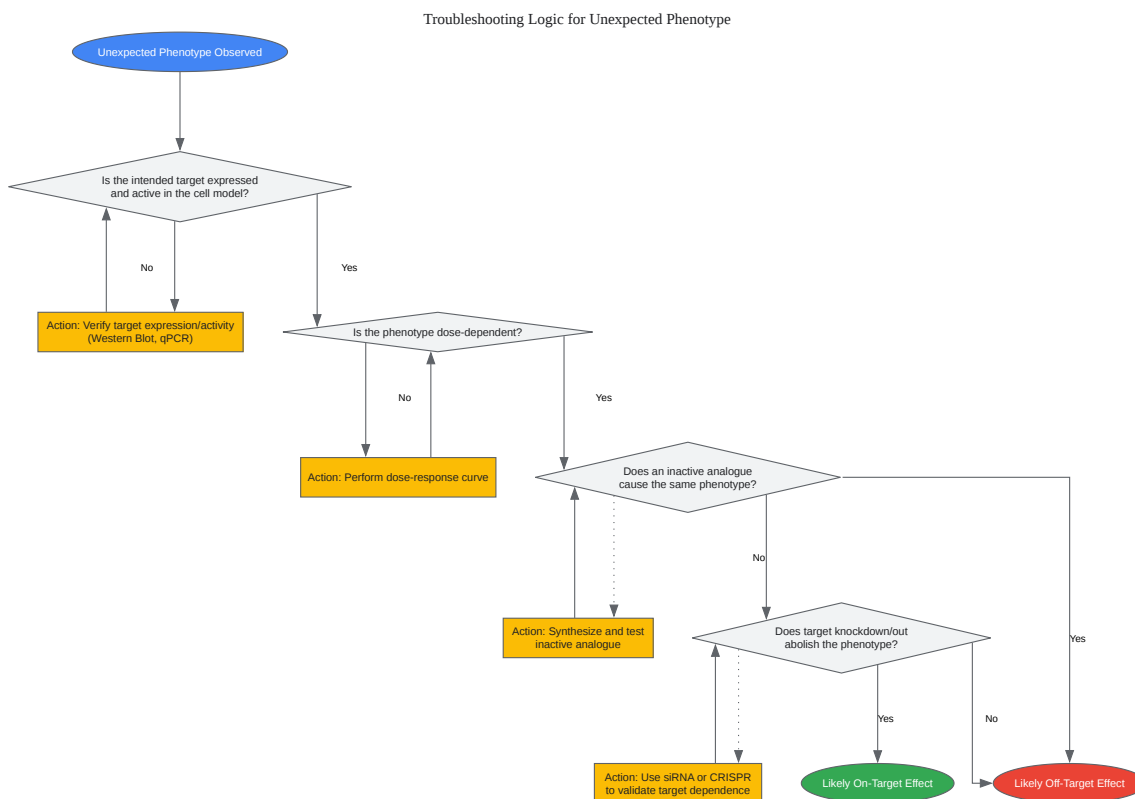 Troubleshooting Logic for Unexpected Phenotype
Unexpected Phenotype Observed
Is the intended target expressed
and active in the cell model?
No
Yes
Action: Verify target expression/activity
(Western Blot, qPCR)
Is the phenotype dose-dependent?
No
Yes
Action: Perform dose-response curve
Does an inactive analogue
cause the same phenotype?
No
Yes
Action: Synthesize and test
inactive analogue
Does target knockdown/out
abolish the phenotype?
Yes
No
Action: Use siRNA or CRISPR
to validate target dependence
Likely On-Target Effect
Likely Off-Target Effect